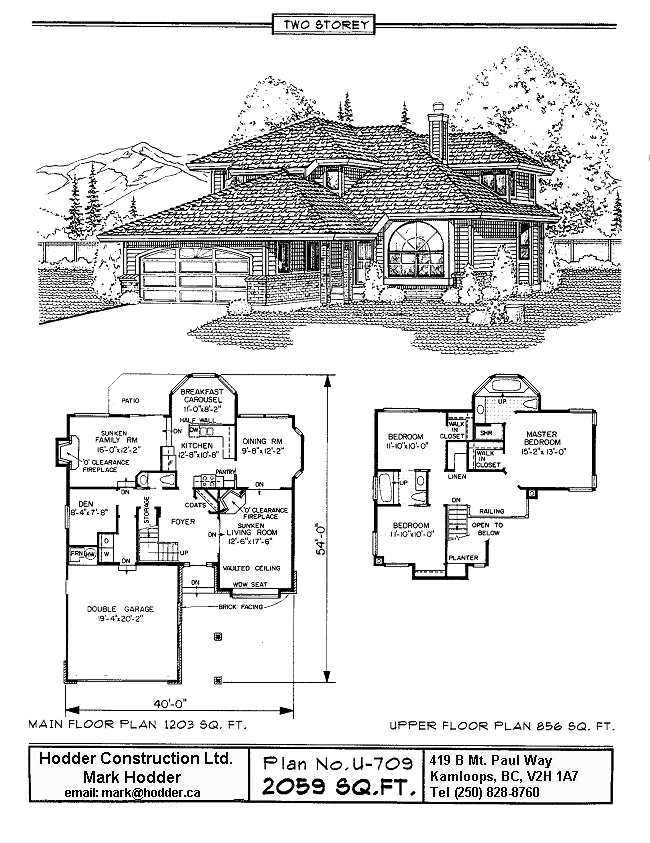 TWO STOREY
PATIO
BREAKFAST
CAROUSEL
11'-0"x8'-2"
HALF WALL
SUNKEN
FAMILY RM
16'-0"x12'-2"
"O" CLEARANCE
FIREPLACE
DN
DW
KITCHEN
12'-8"x10'-8"
DINING RM
9'-8"x12'-2"
PANTRY
DN
DN
DEN
8'-4"x7'-8"
STORAGE
COATS
FOYER
"O" CLEARANCE
FIREPLACE
SUNKEN
LIVING ROOM
12'-6"x17'-6"
DN
FRN
HW
D
W
UP
DN
VAULTED CEILING
WDW SEAT
DN
BRICK FACING
DOUBLE GARAGE
19'-4"x20'-2"
54'-0"
40'-0"
MAIN FLOOR PLAN 1203 SQ. FT.
UP
BEDROOM
11'-10"x10'-0"
WALK
IN
CLOSET
SHR
WALK
IN
CLOSET
MASTER
BEDROOM
15'-2"x13'-0"
LINEN
UP
DN
RAILING
BEDROOM
11'-10"x10'-0"
OPEN TO
BELOW
PLANTER
UPPER FLOOR PLAN 856 SQ. FT.
Hodder Construction Ltd.
Mark Hodder
email: mark@hodder.ca
Plan No. U-709
2059 SQ.FT.
419 B Mt. Paul Way
Kamloops, BC, V2H 1A7
Tel (250) 828-8760